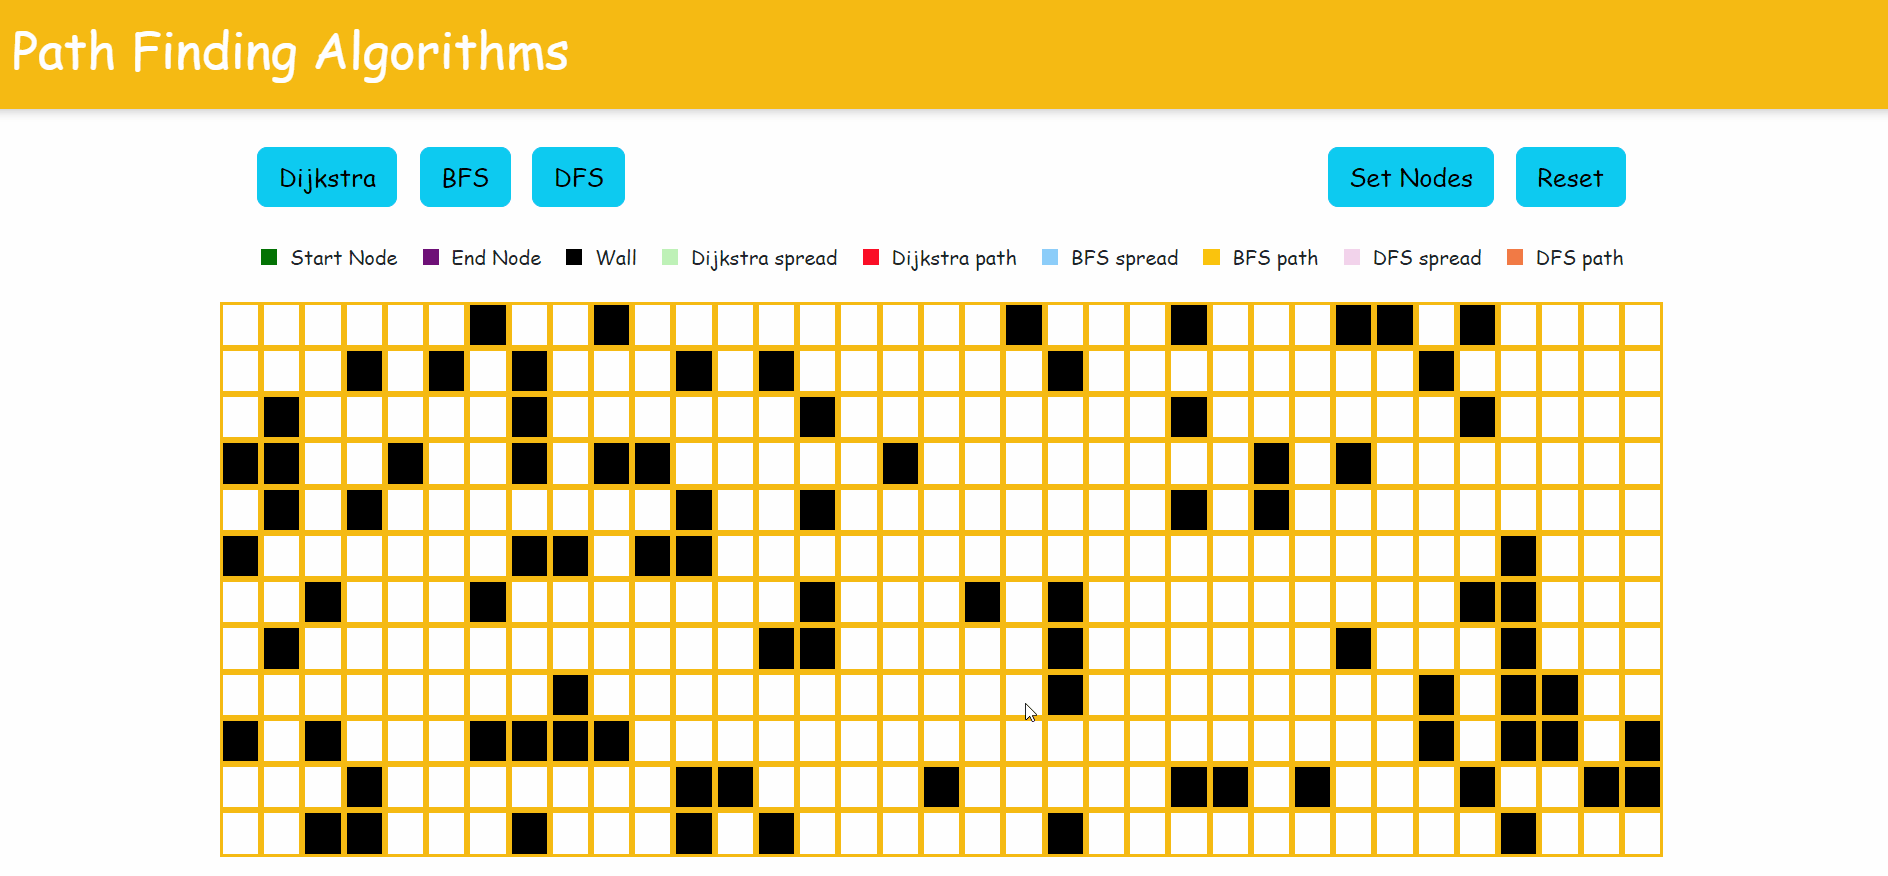 Path Finding Algorithms
Dijkstra BFS DFS Set Nodes Reset
Start Node End Node Wall Dijkstra spread Dijkstra path BFS spread BFS path DFS spread DFS path